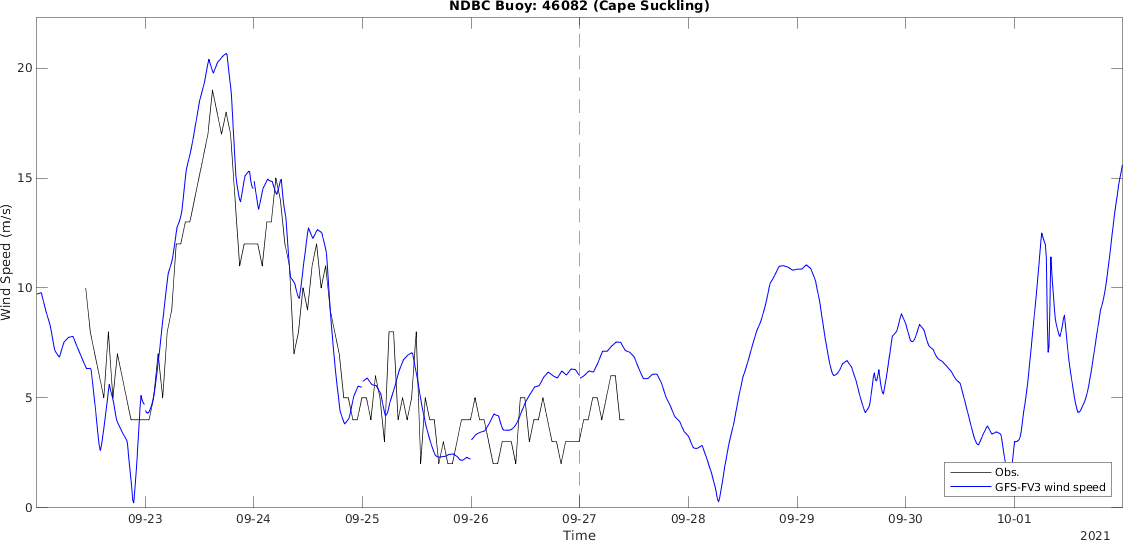 NDBC Buoy: 46082 (Cape Suckling)
Wind Speed (m/s)
20
15
10
5
0
09-23 09-24 09-25 09-26 09-27 09-28 09-29 09-30 10-01
Time
2021
Obs.
GFS-FV3 wind speed